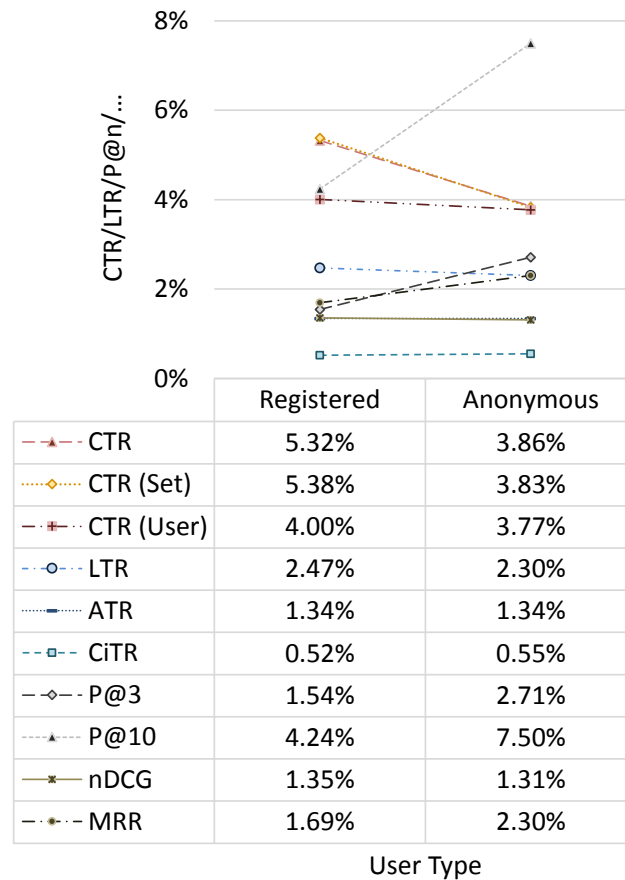 8%
6%
4%
2%
0%
CTR/LTR/P@n/...
Registered Anonymous
CTR 5.32% 3.86%
CTR (Set) 5.38% 3.83%
CTR (User) 4.00% 3.77%
LTR 2.47% 2.30%
ATR 1.34% 1.34%
CiTR 0.52% 0.55%
P@3 1.54% 2.71%
P@10 4.24% 7.50%
nDCG 1.35% 1.31%
MRR 1.69% 2.30%
User Type